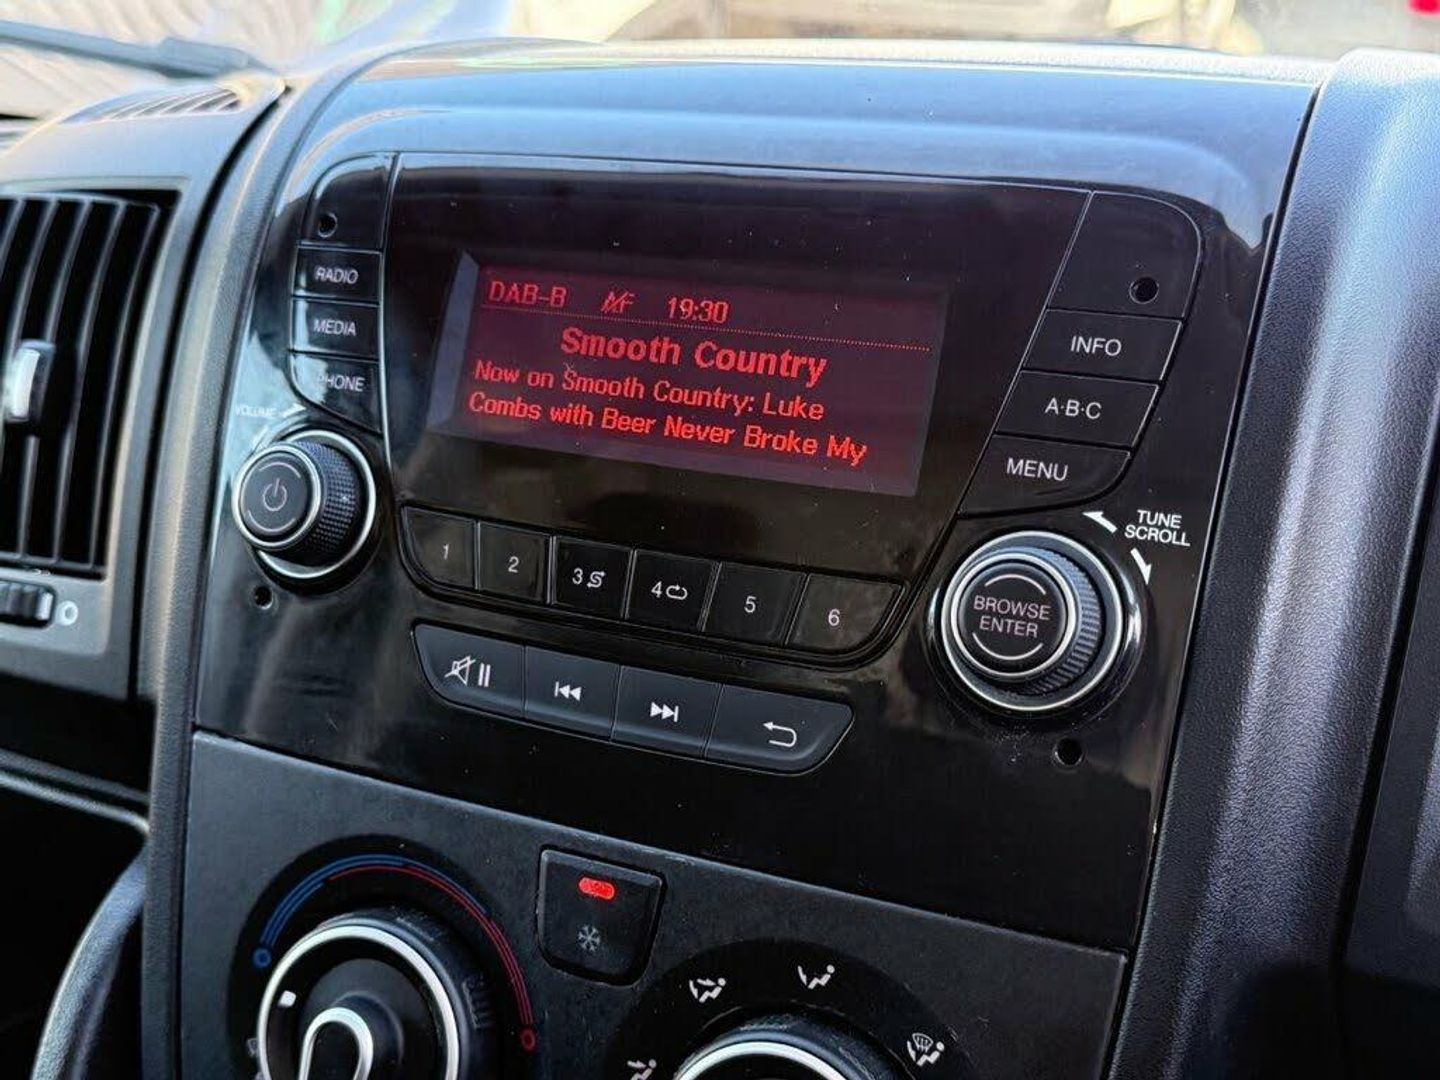 DAB-B AF 19:30
Smooth Country
Now on Smooth Country: Luke
Combs with Beer Never Broke My
RADIO
MEDIA
PHONE
VOLUME
INFO
A·B·C
MENU
TUNE
SCROLL
BROWSE
ENTER
1 2 3 4 5 6